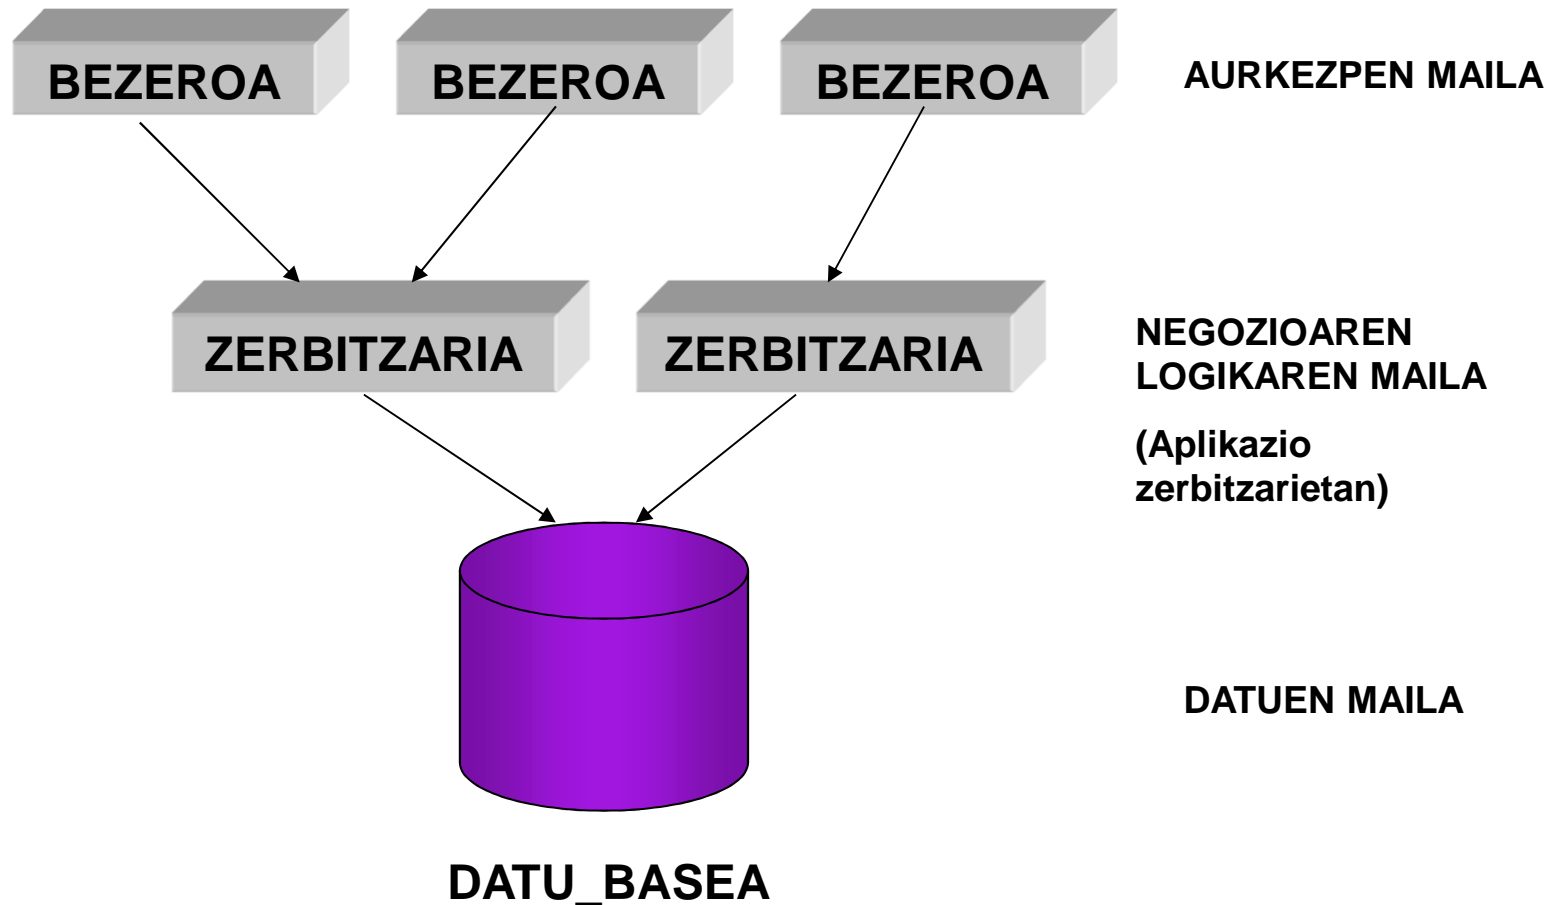 BEZEROA BEZEROA BEZEROA
AURKEZPEN MAILA
ZERBITZARIA ZERBITZARIA
NEGOZIOAREN
LOGIKAREN MAILA
(Aplikazio
zerbitzarietan)
DATUEN MAILA
DATU_BASEA